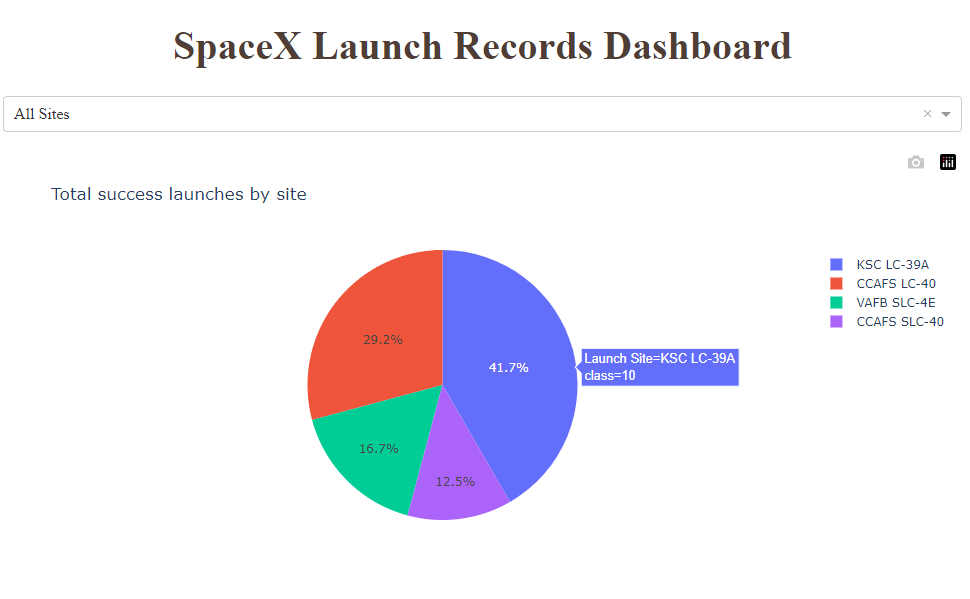 SpaceX Launch Records Dashboard
All Sites
Total success launches by site
KSC LC-39A
CCAFS LC-40
VAFB SLC-4E
CCAFS SLC-40
29.2%
41.7%
Launch Site=KSC LC-39A
class=10
16.7%
12.5%